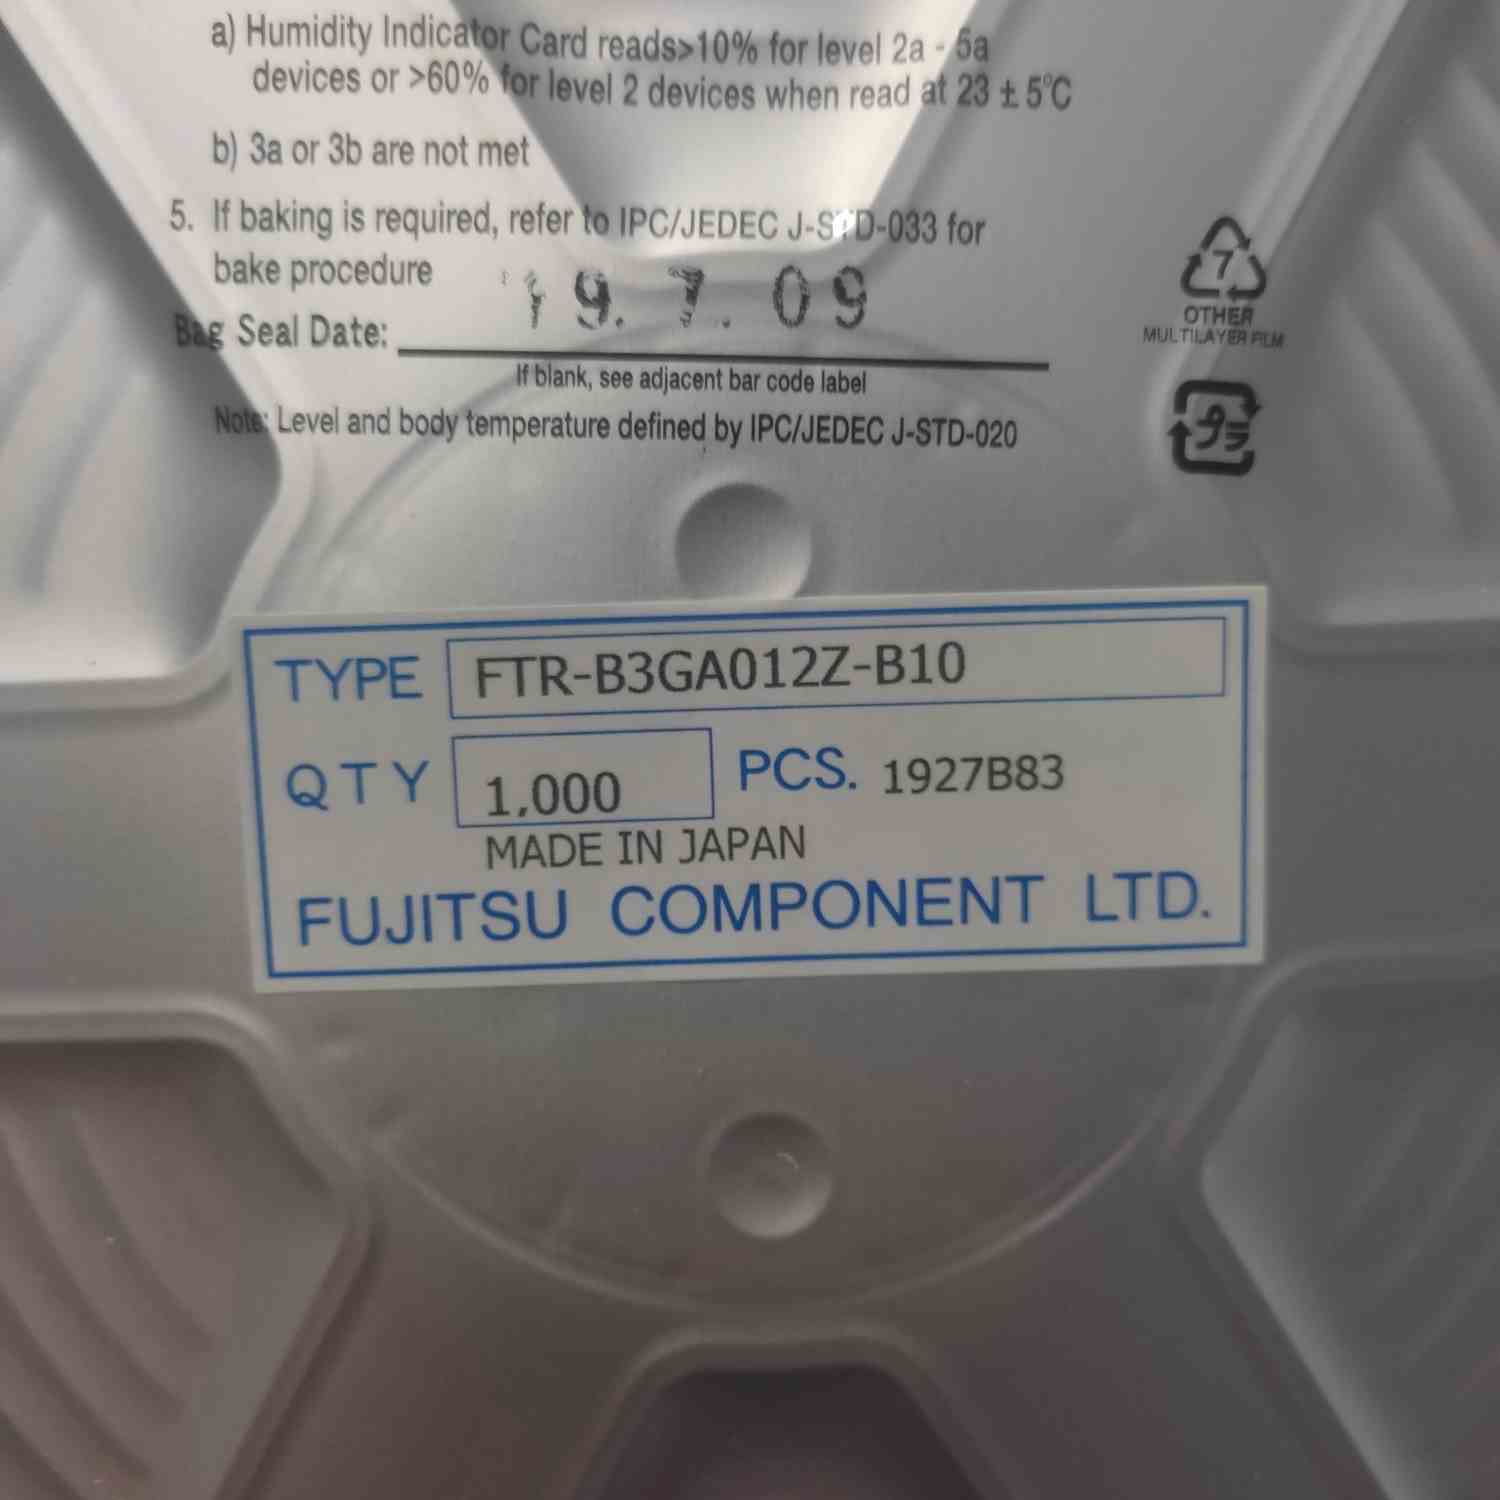 a) Humidity Indicator Card reads>10% for level 2a - 5a
devices or >60% for level 2 devices when read at 23 ± 5°C
b) 3a or 3b are not met
5. If baking is required, refer to IPC/JEDEC J-STD-033 for
bake procedure
Bag Seal Date: '19. 7. 09
If blank, see adjacent bar code label
Note: Level and body temperature defined by IPC/JEDEC J-STD-020
7
OTHER
MULTILAYER FILM
プラ
TYPE FTR-B3GA012Z-B10
QTY 1,000 PCS. 1927B83
MADE IN JAPAN
FUJITSU COMPONENT LTD.